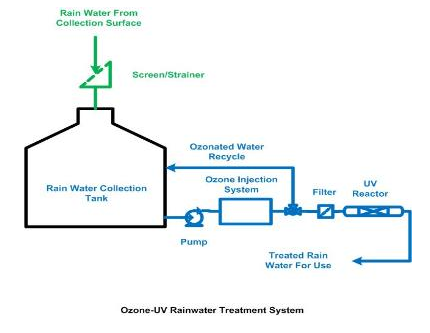 Rain Water From
Collection Surface
Screen/Strainer
Ozonated Water
Recycle
Rain Water Collection
Tank
Ozone Injection
System
Filter
UV
Reactor
Pump
Treated Rain
Water For Use
Ozone-UV Rainwater Treatment System